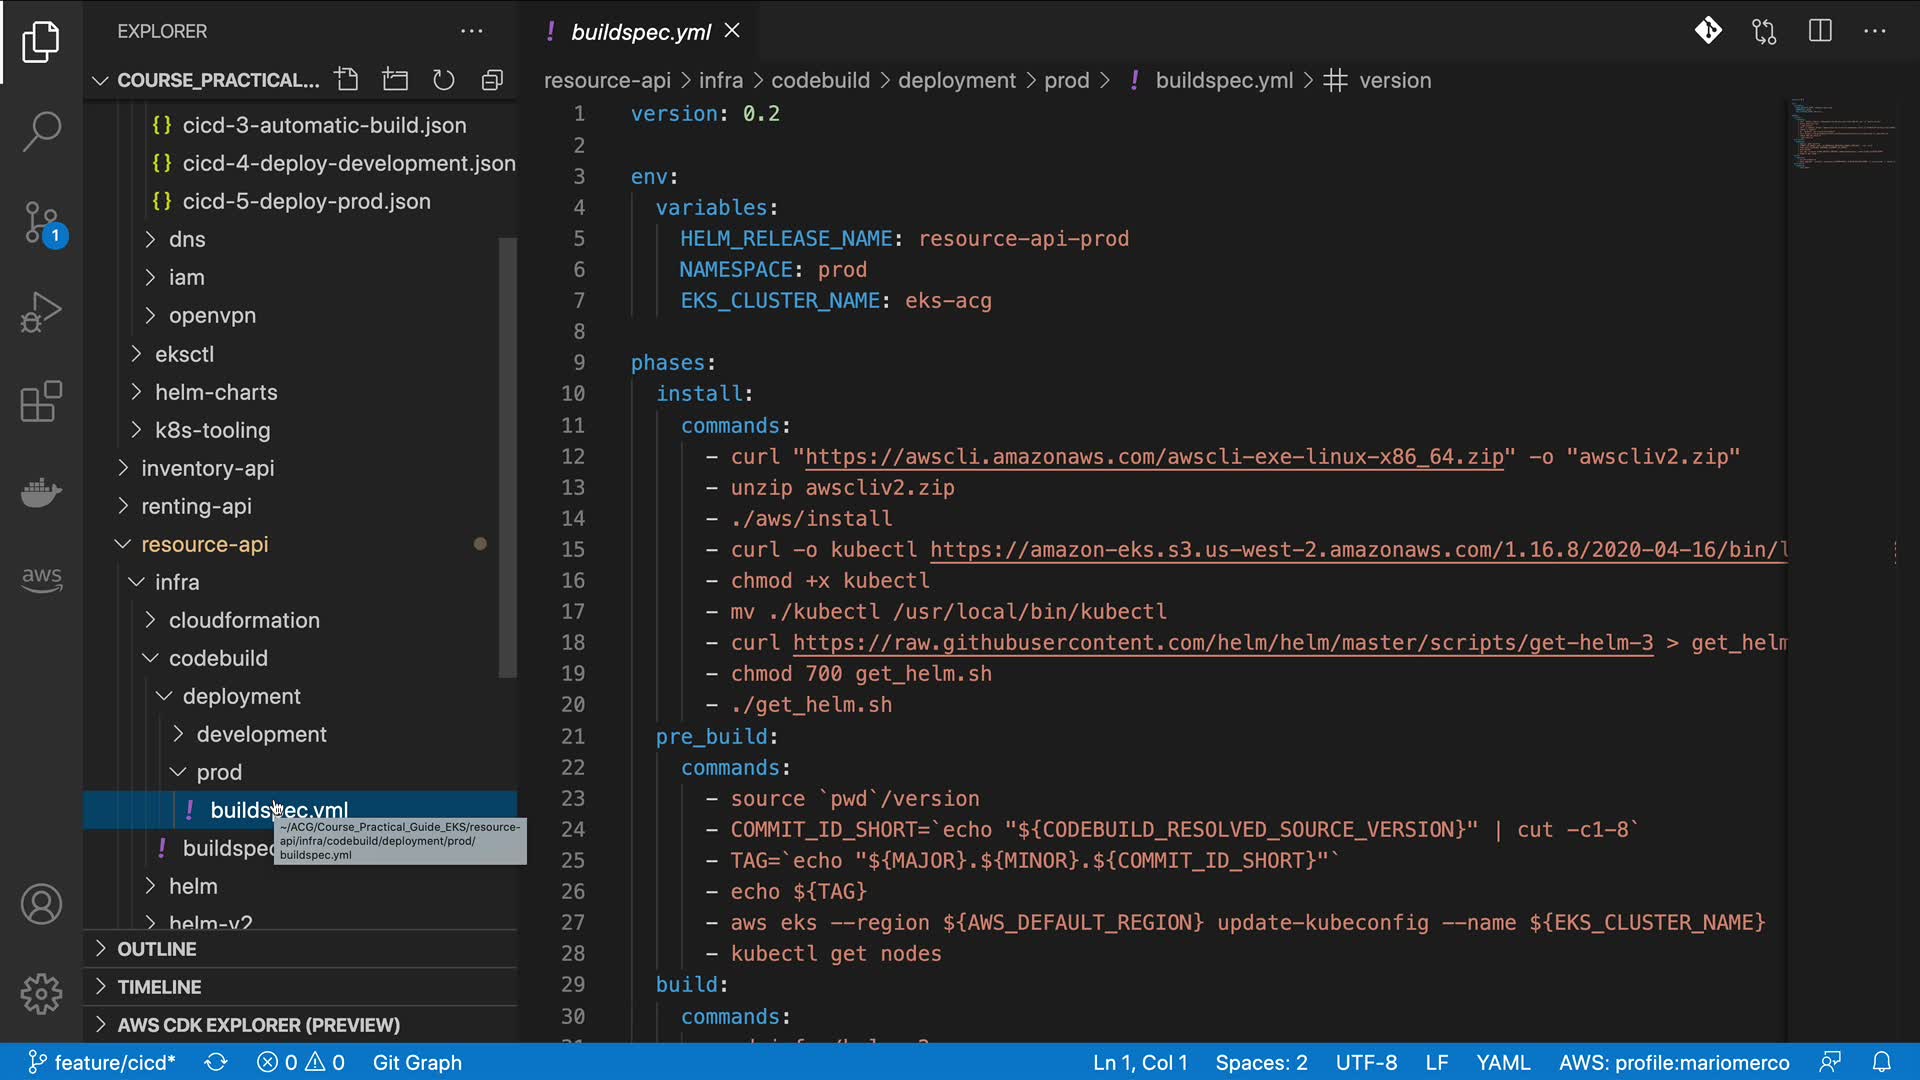 EXPLORER
COURSE_PRACTICAL...
cicd-3-automatic-build.json
cicd-4-deploy-development.json
cicd-5-deploy-prod.json
dns
iam
openvpn
eksctl
helm-charts
k8s-tooling
inventory-api
renting-api
resource-api
infra
cloudformation
codebuild
deployment
development
prod
buildspec.yml
~/ACG/Course_Practical_Guide_EKS/resource-
api/infra/codebuild/deployment/prod/
buildspec.yml
buildspec
helm
helm-v2
OUTLINE
TIMELINE
AWS CDK EXPLORER (PREVIEW)
1
aws
! buildspec.yml
resource-api > infra > codebuild > deployment > prod > ! buildspec.yml > # version
1 version: 0.2
2
3 env:
4 variables:
5 HELM_RELEASE_NAME: resource-api-prod
6 NAMESPACE: prod
7 EKS_CLUSTER_NAME: eks-acg
8
9 phases:
10 install:
11 commands:
12 - curl "https://awscli.amazonaws.com/awscli-exe-linux-x86_64.zip" -o "awscliv2.zip"
13 - unzip awscliv2.zip
14 - ./aws/install
15 - curl -o kubectl https://amazon-eks.s3.us-west-2.amazonaws.com/1.16.8/2020-04-16/bin/l
16 - chmod +x kubectl
17 - mv ./kubectl /usr/local/bin/kubectl
18 - curl https://raw.githubusercontent.com/helm/helm/master/scripts/get-helm-3 > get_helm
19 - chmod 700 get_helm.sh
20 - ./get_helm.sh
21 pre_build:
22 commands:
23 - source `pwd`/version
24 - COMMIT_ID_SHORT=`echo "${CODEBUILD_RESOLVED_SOURCE_VERSION}" | cut -c1-8`
25 - TAG=`echo "${MAJOR}.${MINOR}.${COMMIT_ID_SHORT}"`
26 - echo ${TAG}
27 - aws eks --region ${AWS_DEFAULT_REGION} update-kubeconfig --name ${EKS_CLUSTER_NAME}
28 - kubectl get nodes
29 build:
30 commands:
feature/cicd* 0 0 Git Graph Ln 1, Col 1 Spaces: 2 UTF-8 LF YAML AWS: profile:mariomerco